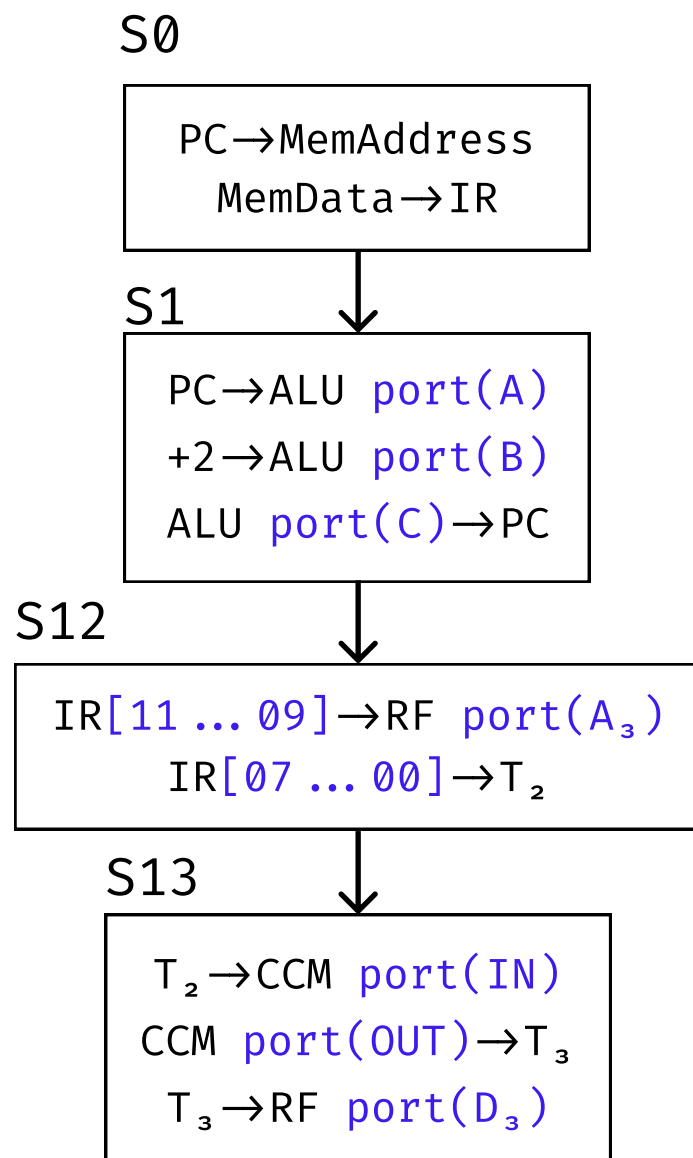 S0
PC→MemAddress
MemData→IR
S1
PC→ALU port(A)
+2→ALU port(B)
ALU port(C)→PC
S12
IR[11...09]→RF port(A₃)
IR[07...00]→T₂
S13
T₂→CCM port(IN)
CCM port(OUT)→T₃
T₃→RF port(D₃)